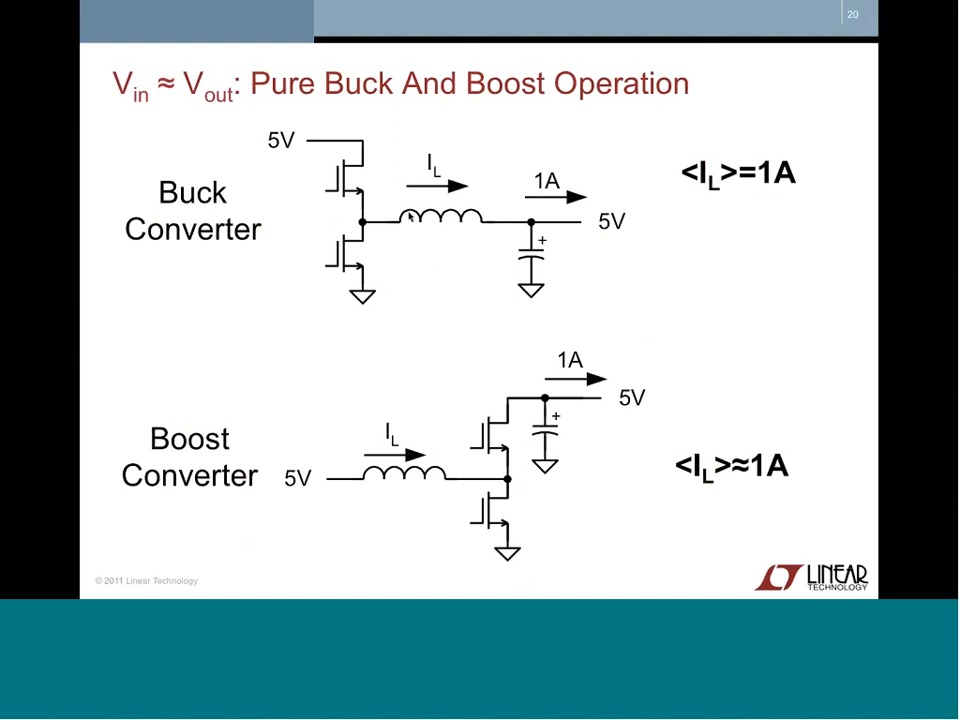 20
Vin ≈ Vout: Pure Buck And Boost Operation
5V
IL
1A
<IL>=1A
Buck
Converter
5V
+
1A
5V
+
Boost
Converter
IL
5V
<IL>≈1A
© 2011 Linear Technology
LINEAR
TECHNOLOGY